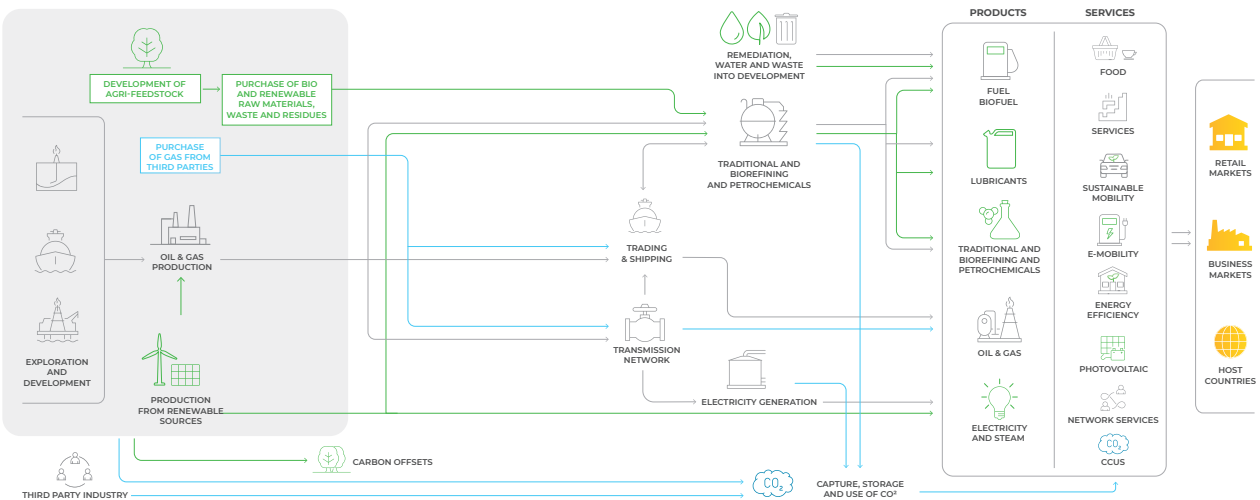 PRODUCTS
SERVICES
REMEDIATION,
WATER AND WASTE
INTO DEVELOPMENT
DEVELOPMENT OF
AGRI-FEEDSTOCK
PURCHASE OF BIO
AND RENEWABLE
RAW MATERIALS,
WASTE AND RESIDUES
PURCHASE
OF GAS FROM
THIRD PARTIES
TRADITIONAL AND
BIOREFINING
AND PETROCHEMICALS
OIL & GAS
PRODUCTION
TRADING
& SHIPPING
EXPLORATION
AND
DEVELOPMENT
TRANSMISSION
NETWORK
PRODUCTION
FROM RENEWABLE
SOURCES
ELECTRICITY GENERATION
CARBON OFFSETS
THIRD PARTY INDUSTRY
CO₂
CAPTURE, STORAGE
AND USE OF CO²
FUEL
BIOFUEL
LUBRICANTS
TRADITIONAL AND
BIOREFINING AND
PETROCHEMICALS
OIL & GAS
ELECTRICITY
AND STEAM
FOOD
SERVICES
SUSTAINABLE
MOBILITY
E-MOBILITY
ENERGY
EFFICIENCY
PHOTOVOLTAIC
NETWORK SERVICES
CO₂
CCUS
RETAIL
MARKETS
BUSINESS
MARKETS
HOST
COUNTRIES